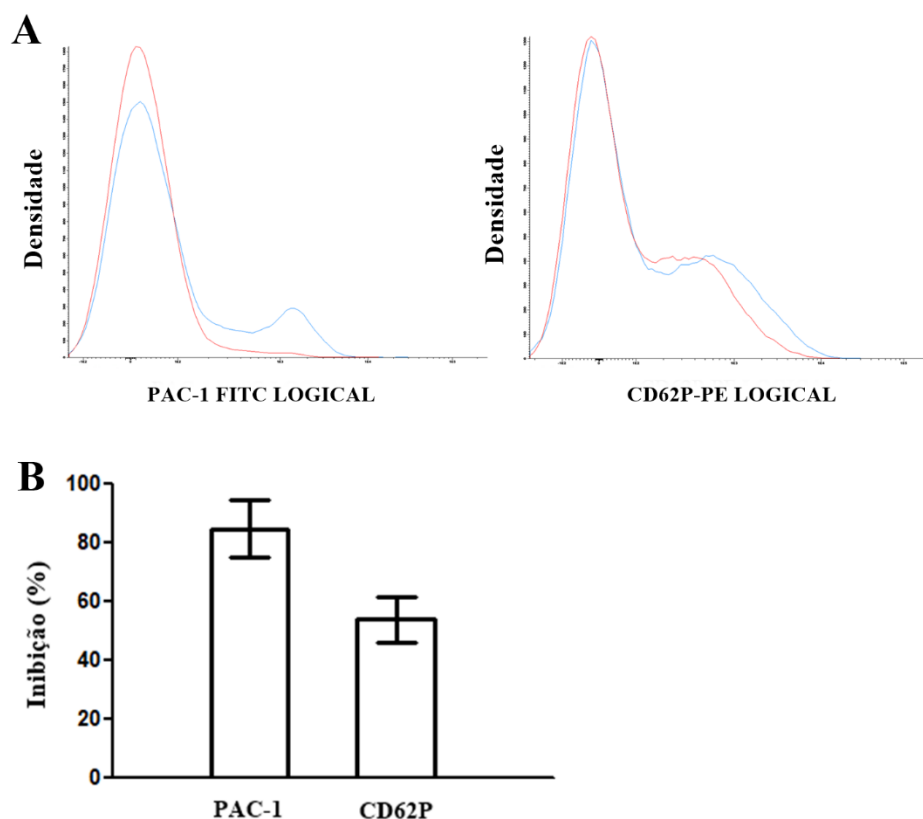 A
Densidade
PAC-1 FITC LOGICAL
Densidade
CD62P-PE LOGICAL
B
Inibição (%)
100
80
60
40
20
0
PAC-1
CD62P